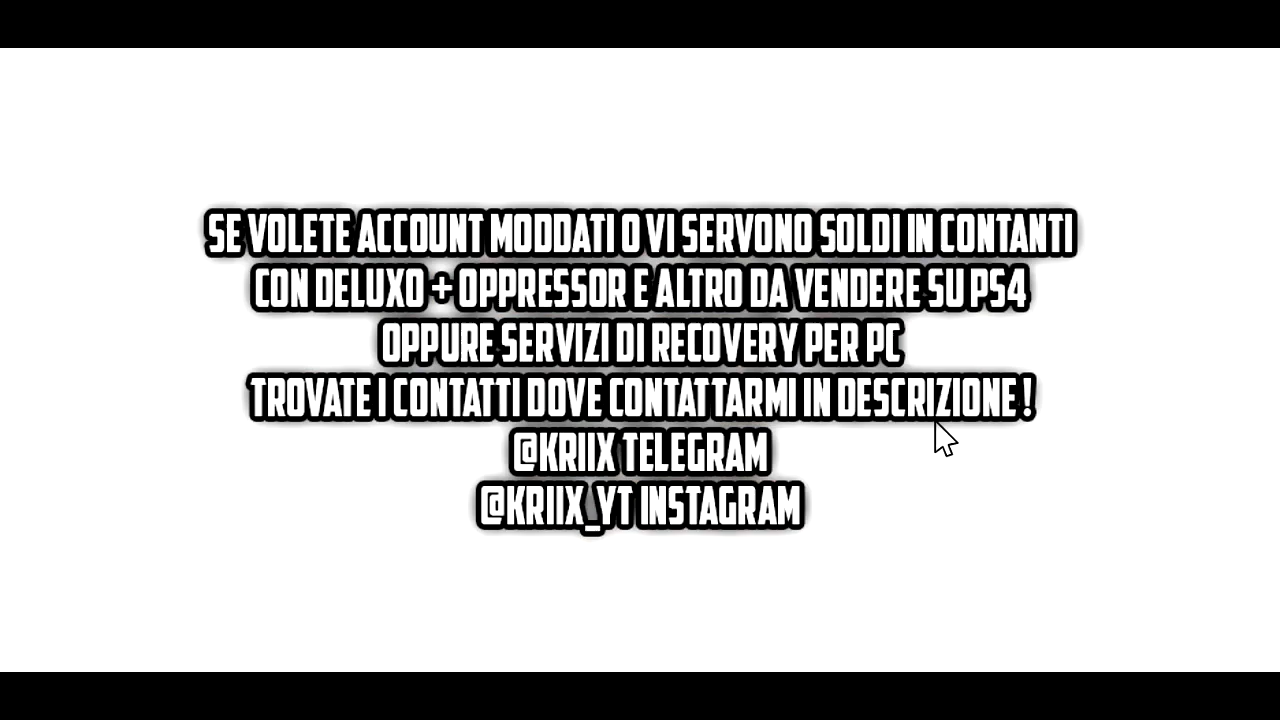 SE VOLETE ACCOUNT MODDATI O VI SERVONO SOLDI IN CONTANTI
CON DELUXO + OPPRESSOR E ALTRO DA VENDERE SU PS4
OPPURE SERVIZI DI RECOVERY PER PC
TROVATE I CONTATTI DOVE CONTATTARMI IN DESCRIZIONE !
@KRIIX TELEGRAM
@KRIIX_YT INSTAGRAM